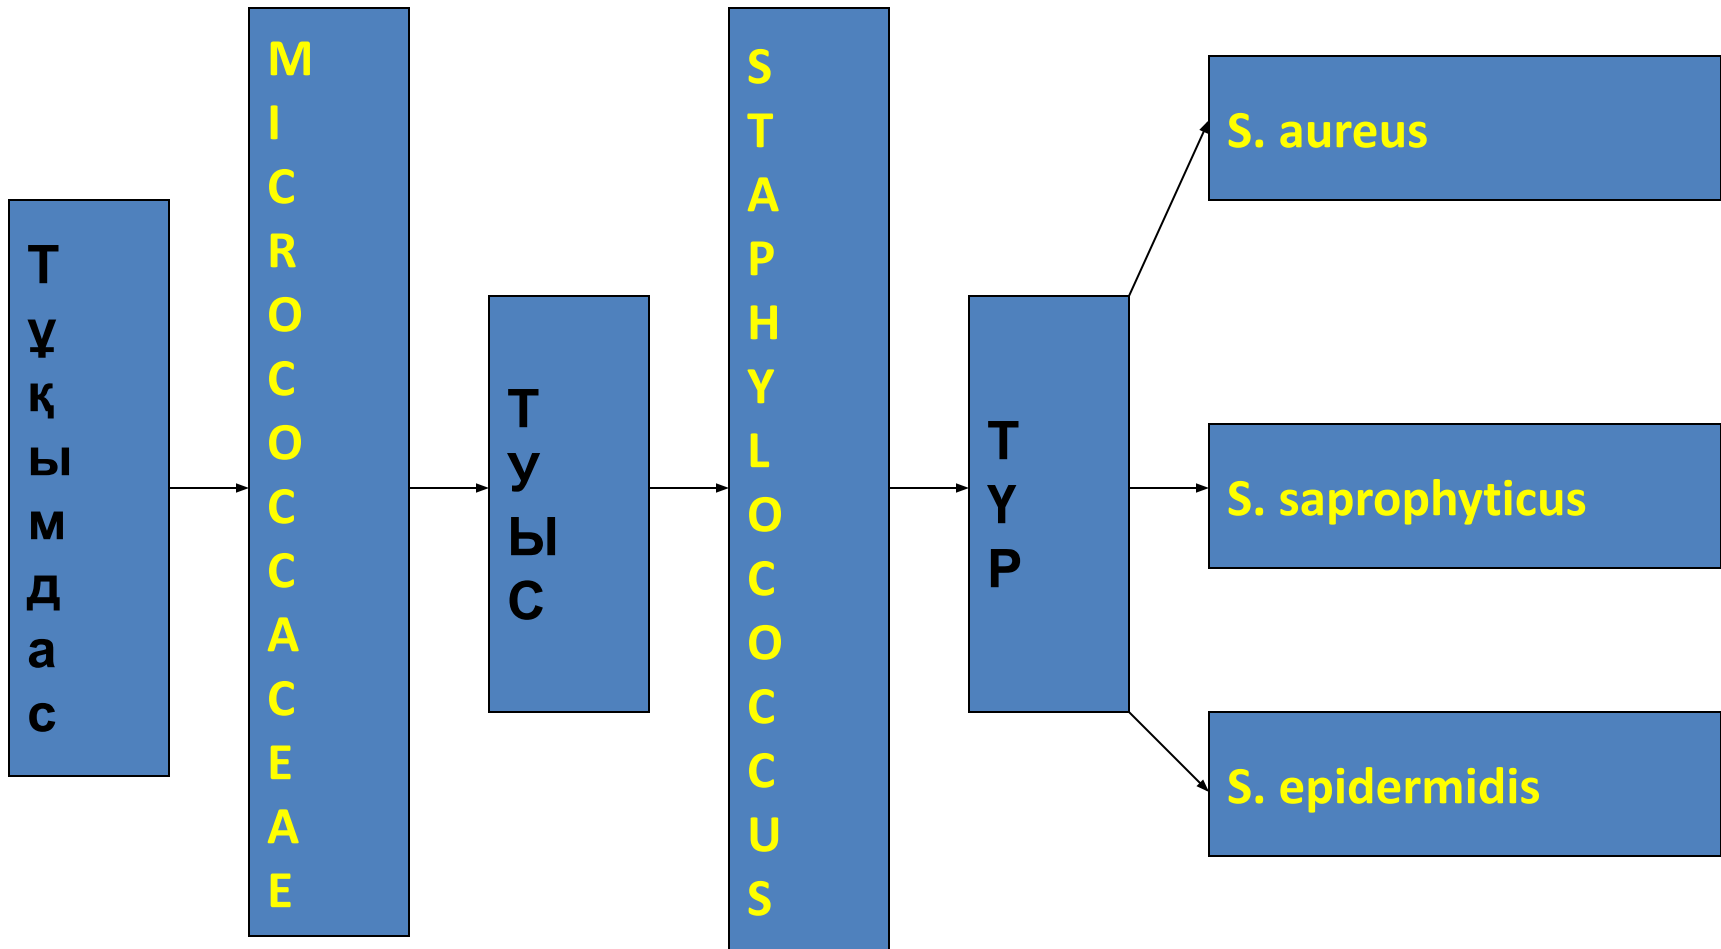 Тұқымдас
MICROCOCCACEAE
ТУЫС
STAPHYLOCOCCUS
ТҮР
S. aureus
S. saprophyticus
S. epidermidis